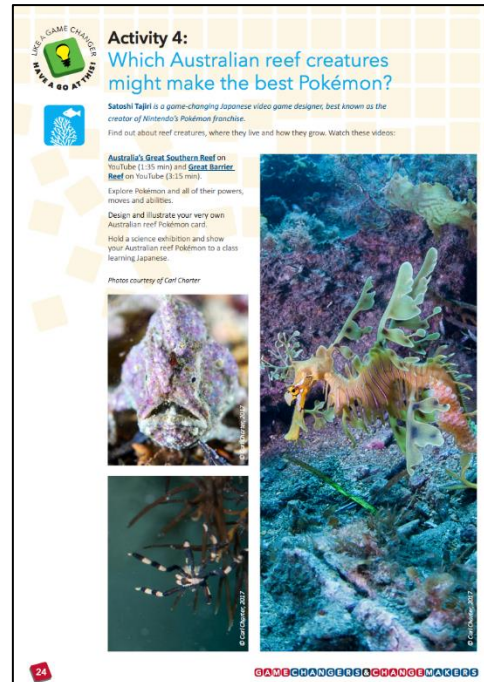 LIKE A GAME CHANGER
HAVE A GO AT THIS!
Activity 4:
Which Australian reef creatures
might make the best Pokémon?
Satoshi Tajiri is a game-changing Japanese video game designer, best known as the
creator of Nintendo's Pokémon franchise.
Find out about reef creatures, where they live and how they grow. Watch these videos:
Australia's Great Southern Reef on
YouTube (1:35 min) and Great Barrier
Reef on YouTube (3:15 min).
Explore Pokémon and all of their powers,
moves and abilities.
Design and illustrate your very own
Australian reef Pokémon card.
Hold a science exhibition and show
your Australian reef Pokémon to a class
learning Japanese.
Photos courtesy of Carl Charter
© Carl Charter, 2017
© Carl Charter, 2017
© Carl Charter, 2017
24
GAMECHANGERS&CHANGEMAKERS